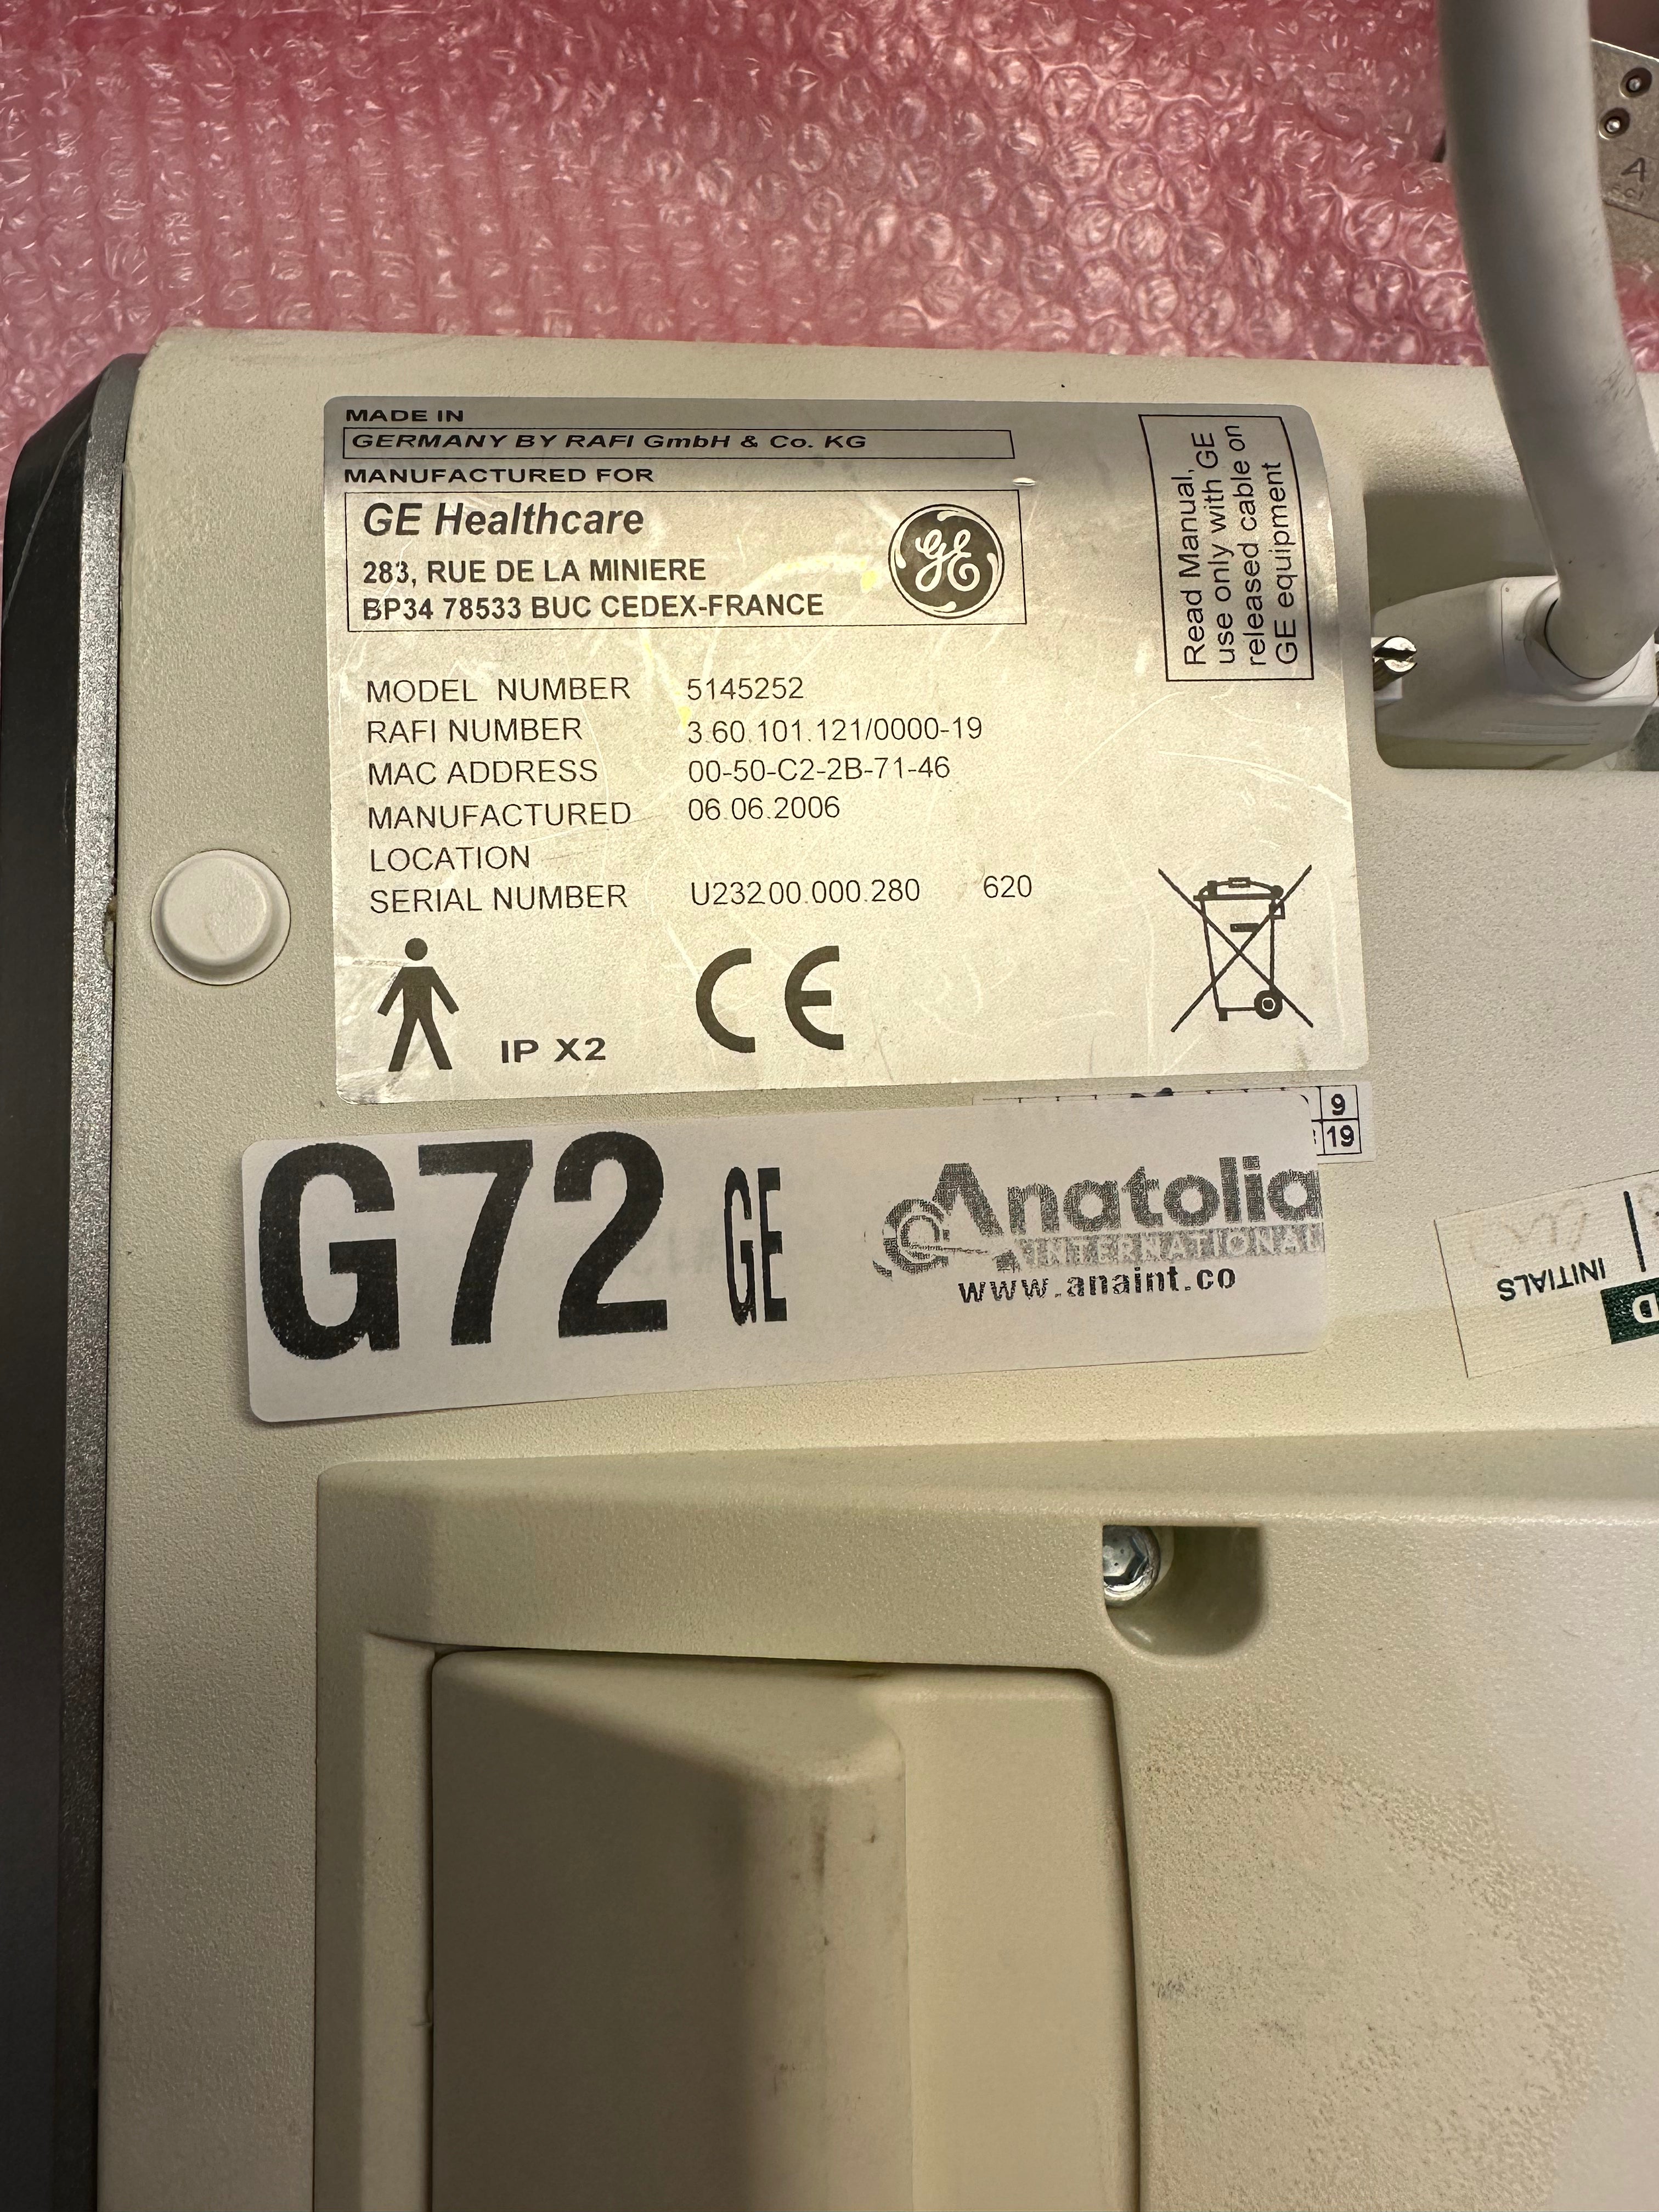 MADE IN
GERMANY BY RAFI GmbH & Co. KG
MANUFACTURED FOR
GE Healthcare
283, RUE DE LA MINIERE
BP34 78533 BUC CEDEX-FRANCE
GE
Read Manual,
use only with GE
released cable on
GE equipment
MODEL NUMBER 5145252
RAFI NUMBER 3.60.101.121/0000-19
MAC ADDRESS 00-50-C2-2B-71-46
MANUFACTURED 06.06.2006
LOCATION
SERIAL NUMBER U23200.000.280 620
IP X2 CE
9
19
G72 GE Anatolia
INTERNATIONAL
www.anaint.co
INITIALS
D
4